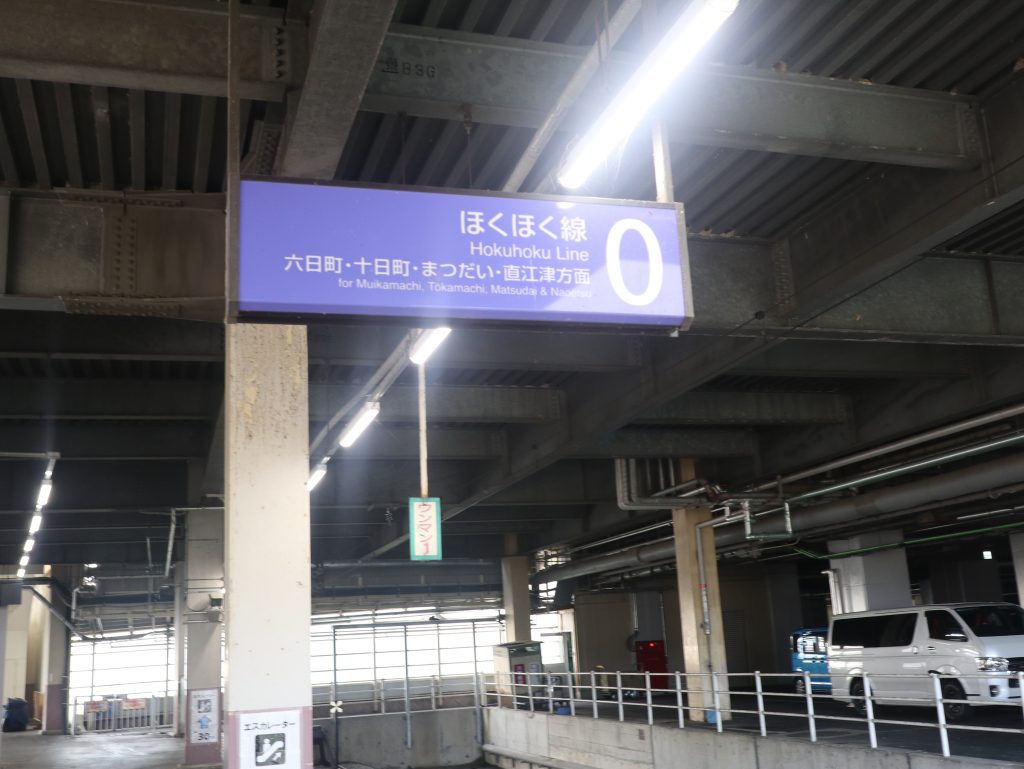 ほくほく線
Hokuhoku Line
0
六日町・十日町・まつだい・直江津方面
for Muikamachi, Tōkamachi, Matsudai & Naoetsu
ワンマン1
エスカレーター
30m